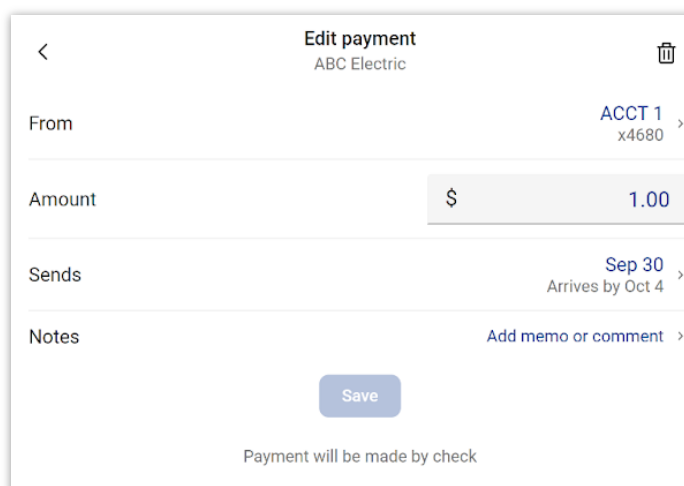 Edit payment
ABC Electric
From
ACCT 1
x4680
Amount
$ 1.00
Sends
Sep 30
Arrives by Oct 4
Notes
Add memo or comment
Save
Payment will be made by check